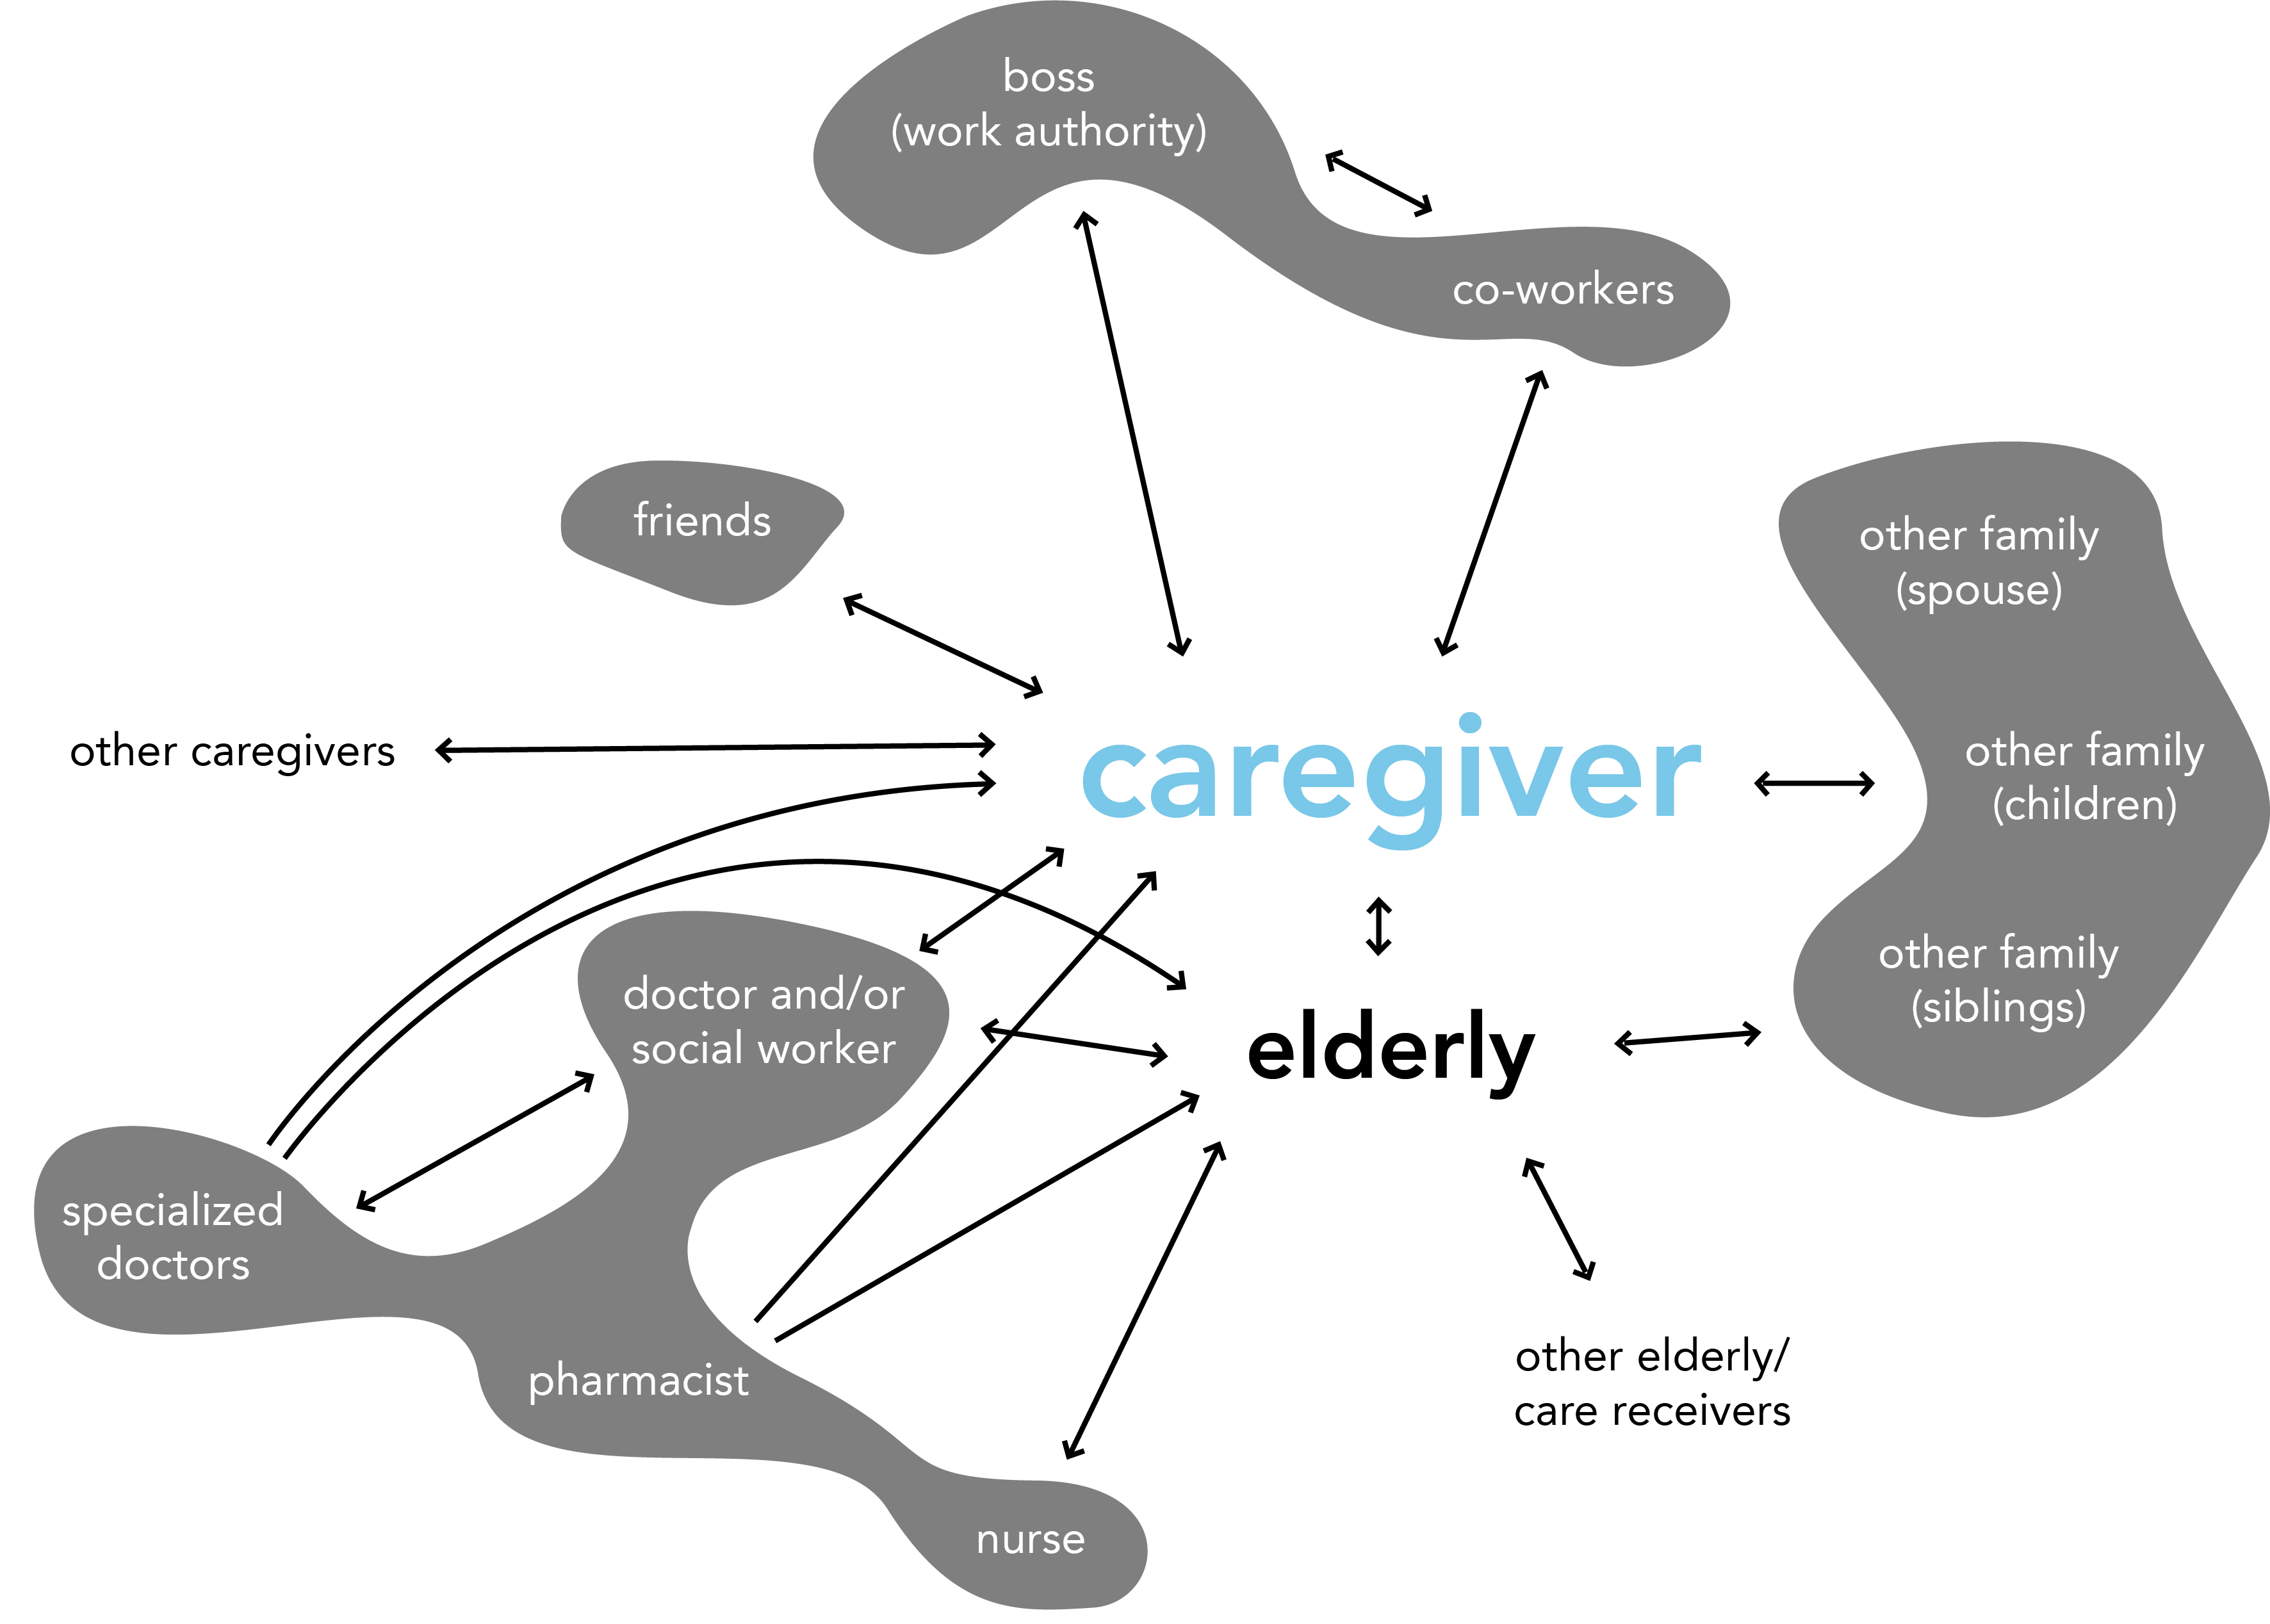 boss
(work authority)
co-workers
friends
other family
(spouse)
other caregivers
caregiver
other family
(children)
other family
(siblings)
doctor and/or
social worker
elderly
specialized
doctors
pharmacist
other elderly/
care receivers
nurse